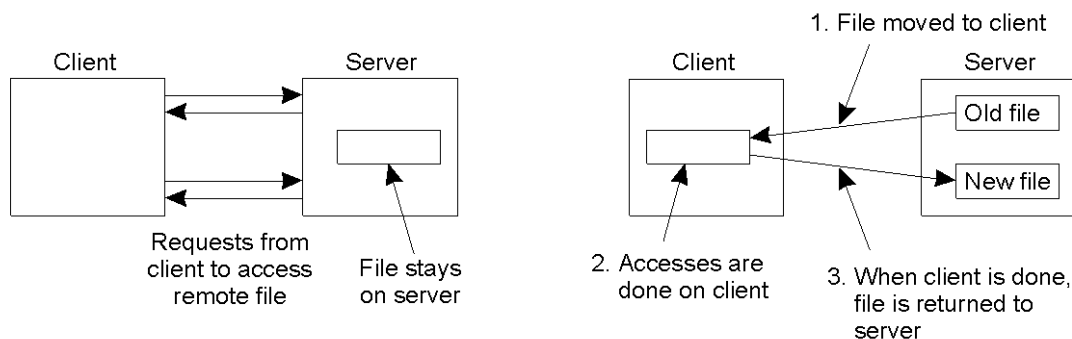 Client
Server
Requests from
client to access
remote file
File stays
on server
1. File moved to client
Client
Server
Old file
New file
2. Accesses are
done on client
3. When client is done,
file is returned to
server